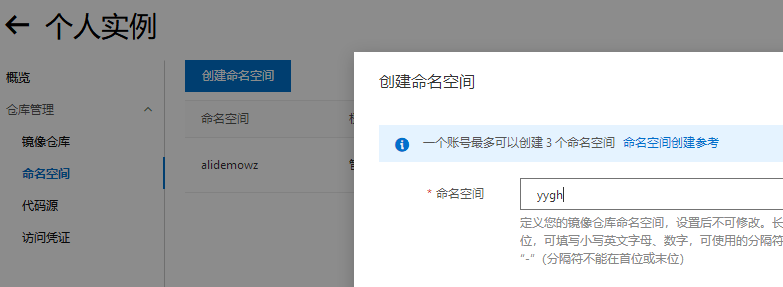 个人实例
概览
仓库管理
镜像仓库
命名空间
代码源
访问凭证
创建命名空间
命名空间
alidemowz
创建命名空间
一个账号最多可以创建 3 个命名空间 命名空间创建参考
* 命名空间
yygh
定义您的镜像仓库命名空间，设置后不可修改。长
位，可填写小写英文字母、数字，可使用的分隔符
“-”（分隔符不能在首位或末位）